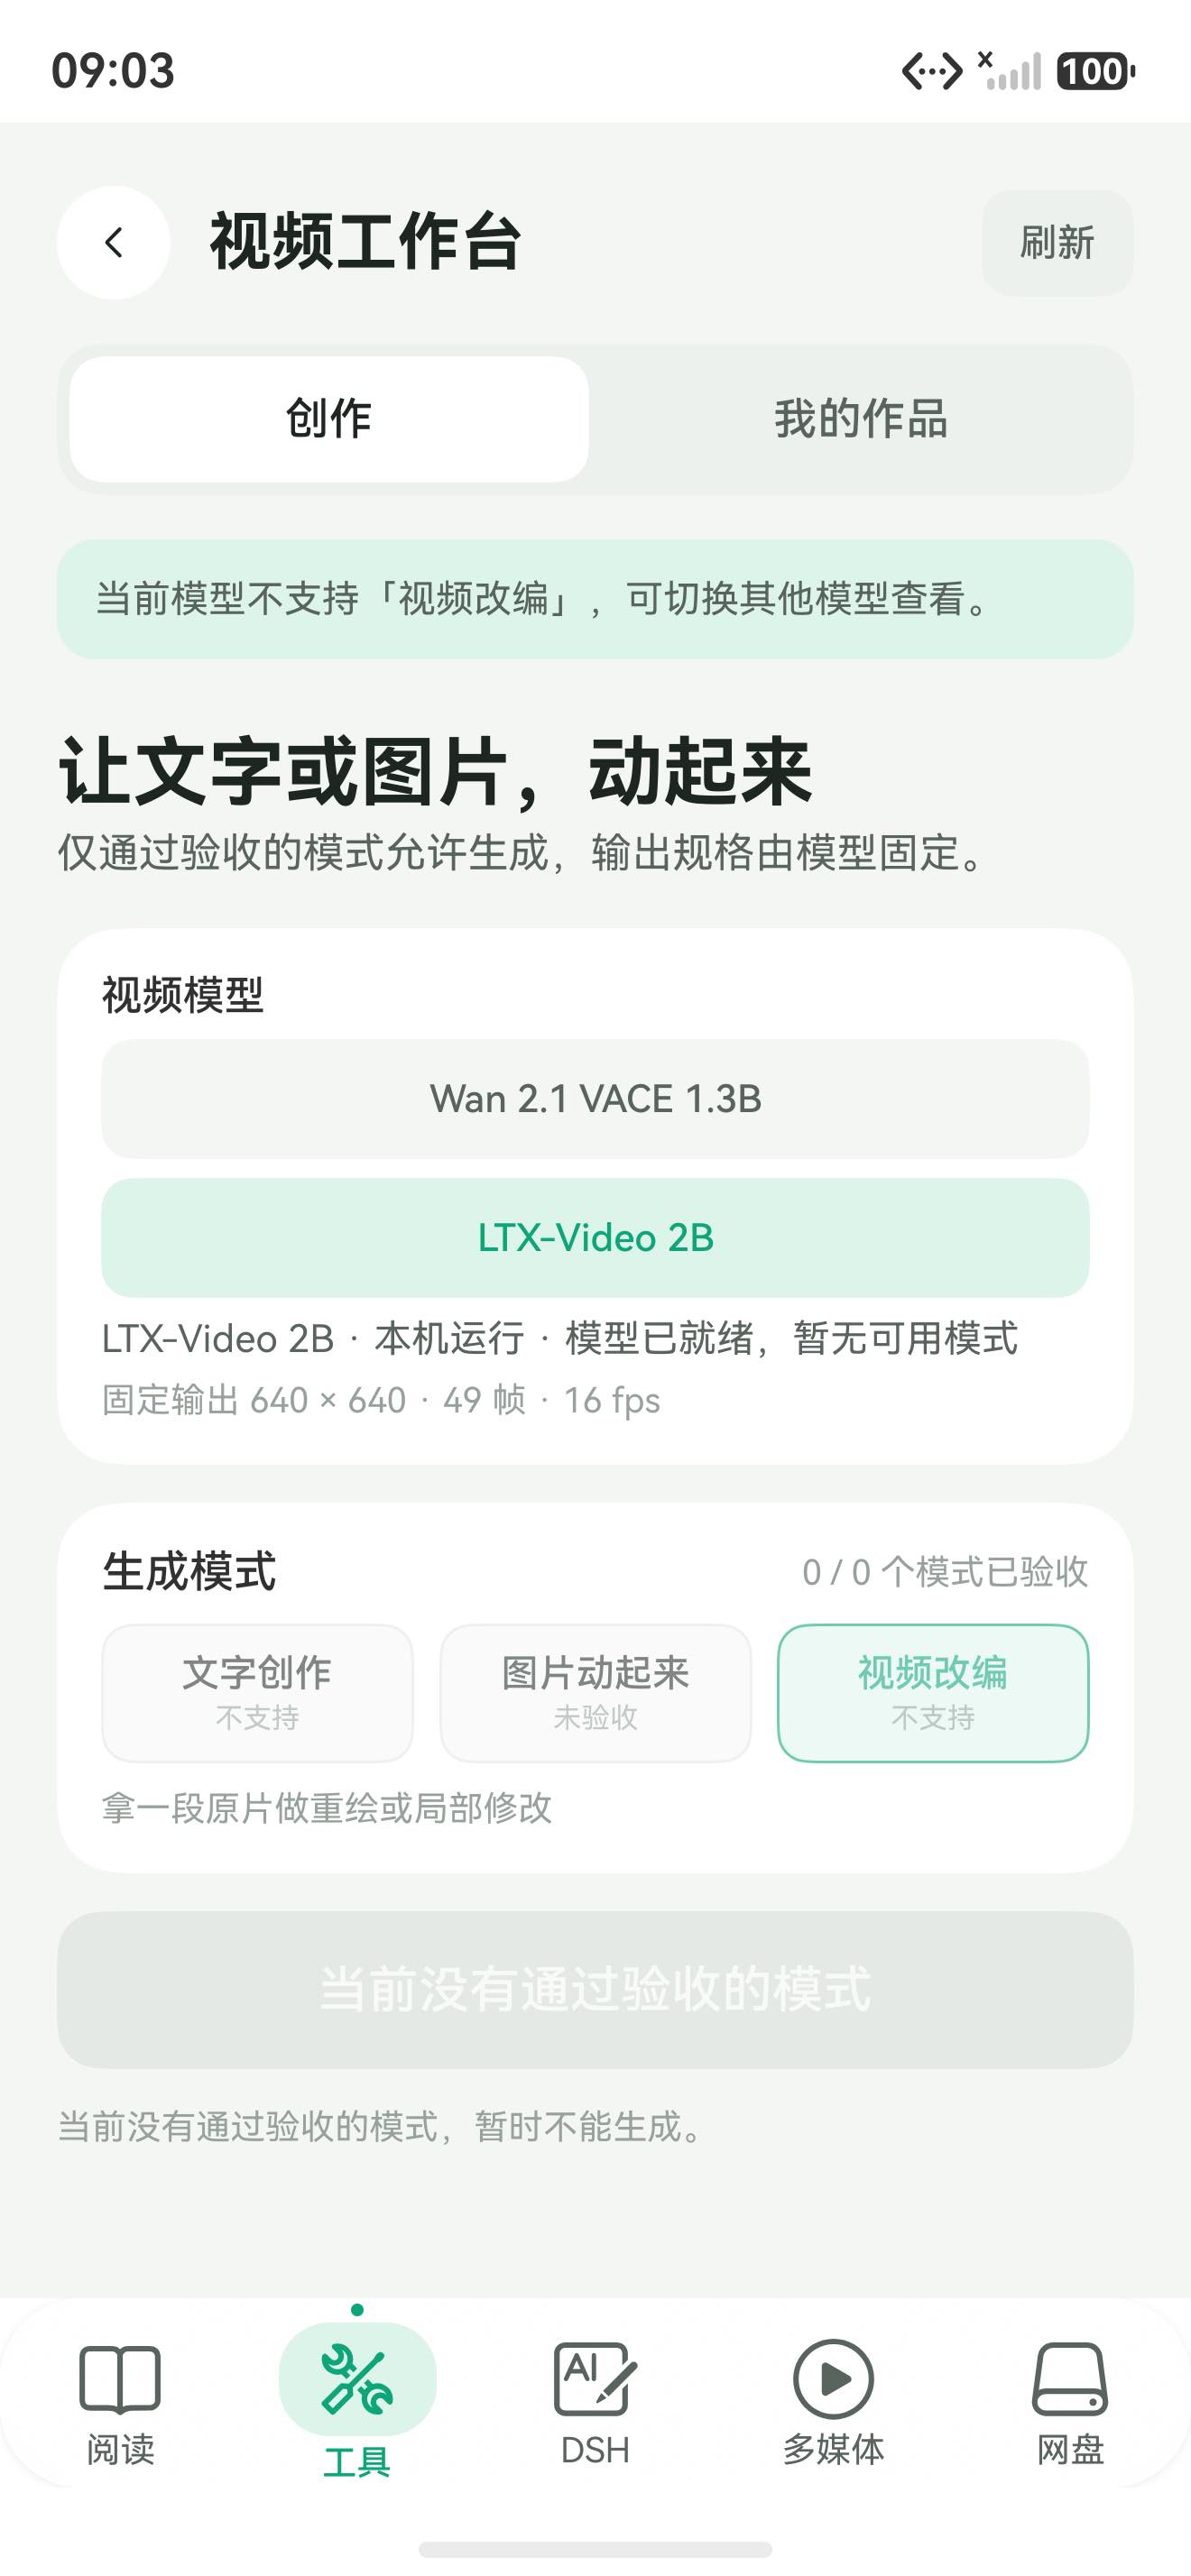 09:03
100
视频工作台
刷新
创作
我的作品
当前模型不支持「视频改编」，可切换其他模型查看。
让文字或图片，动起来
仅通过验收的模式允许生成，输出规格由模型固定。
视频模型
Wan 2.1 VACE 1.3B
LTX-Video 2B
LTX-Video 2B · 本机运行 · 模型已就绪，暂无可用模式
固定输出 640 × 640 · 49 帧 · 16 fps
生成模式
0 / 0 个模式已验收
文字创作
不支持
图片动起来
未验收
视频改编
不支持
拿一段原片做重绘或局部修改
当前没有通过验收的模式
当前没有通过验收的模式，暂时不能生成。
阅读
工具
AI
DSH
多媒体
网盘